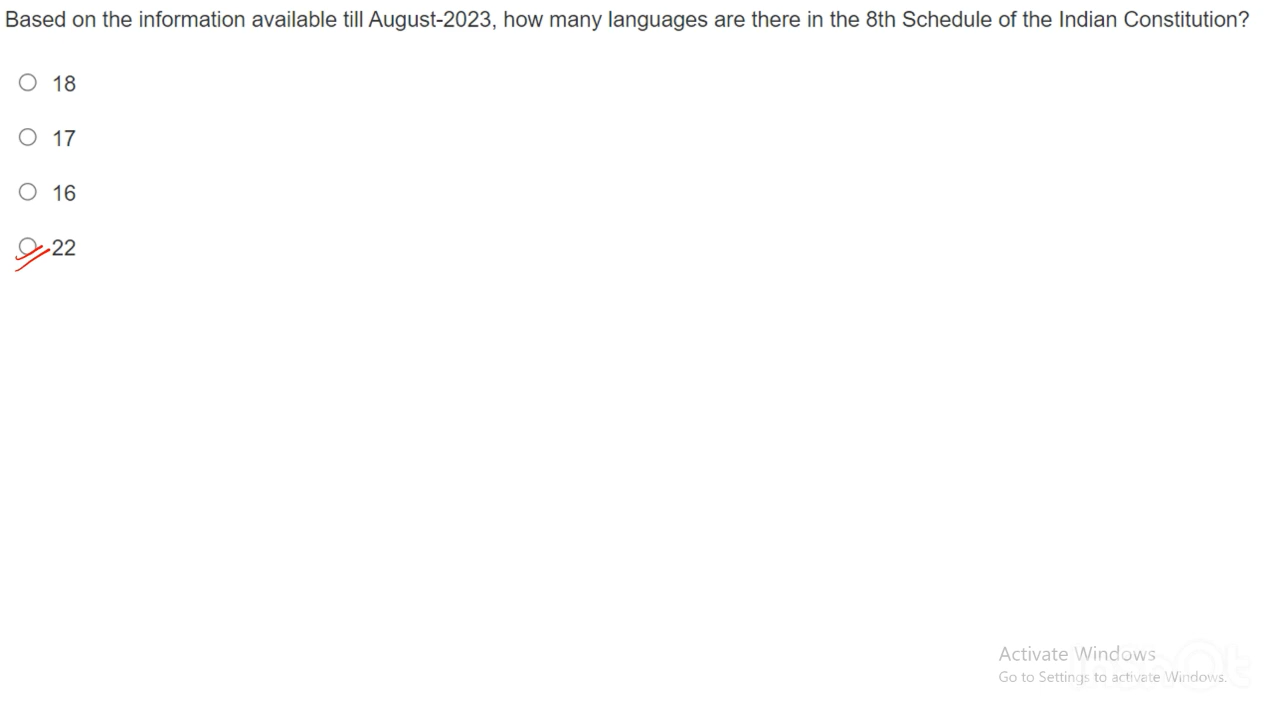 Based on the information available till August-2023, how many languages are there in the 8th Schedule of the Indian Constitution?
18
17
16
22
Activate Windows
Go to Settings to activate Windows.